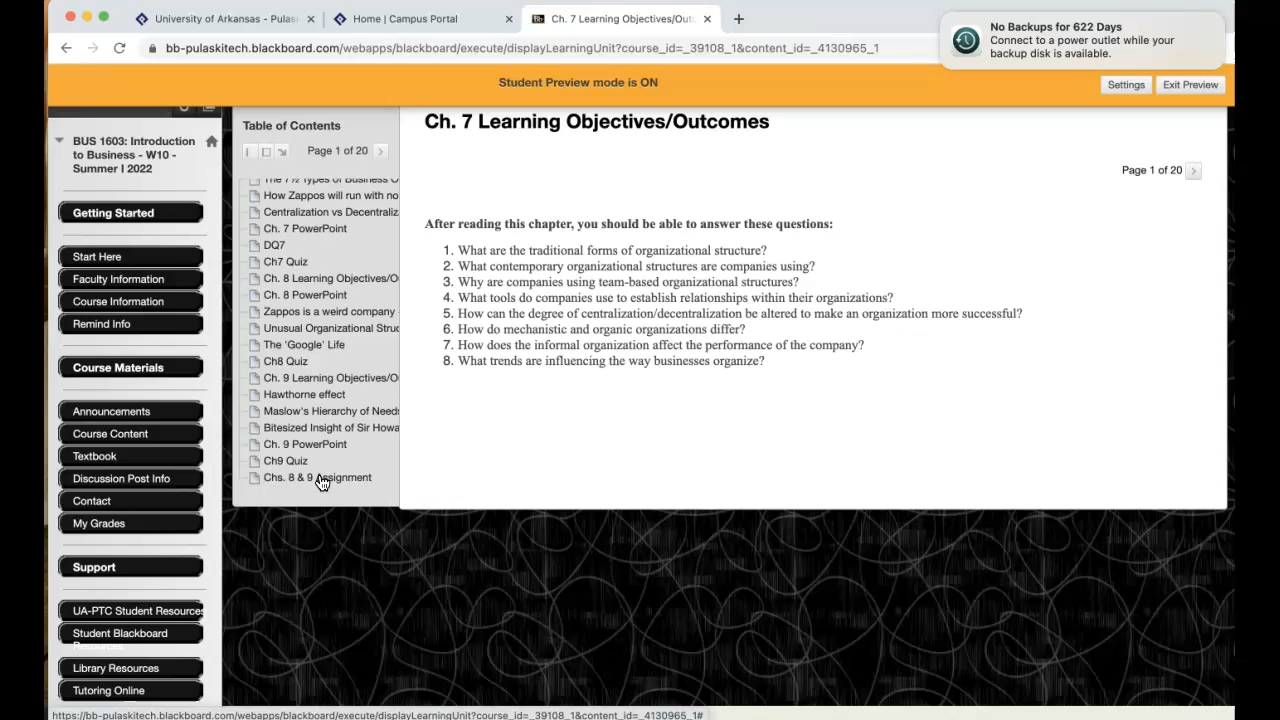 University of Arkansas - Pulask
Home | Campus Portal
Bb
Ch. 7 Learning Objectives/Outc
bb-pulaskitech.blackboard.com/webapps/blackboard/execute/displayLearningUnit?course_id=_39108_1&content_id=_4130965_1
No Backups for 622 Days
Connect to a power outlet while your
backup disk is available.
Student Preview mode is ON
Settings
Exit Preview
BUS 1603: Introduction
to Business - W10 -
Summer I 2022
Getting Started
Start Here
Faculty Information
Course Information
Remind Info
Course Materials
Announcements
Course Content
Textbook
Discussion Post Info
Contact
My Grades
Support
UA-PTC Student Resources
Student Blackboard
Resources
Library Resources
Tutoring Online
Table of Contents
Page 1 of 20
The 7 ½ Types of Business O
How Zappos will run with no
Centralization vs Decentraliz
Ch. 7 PowerPoint
DQ7
Ch7 Quiz
Ch. 8 Learning Objectives/O
Ch. 8 PowerPoint
Zappos is a weird company -
Unusual Organizational Struc
The 'Google' Life
Ch8 Quiz
Ch. 9 Learning Objectives/O
Hawthorne effect
Maslow's Hierarchy of Needs
Bitesized Insight of Sir Howa
Ch. 9 PowerPoint
Ch9 Quiz
Chs. 8 & 9 Assignment
Ch. 7 Learning Objectives/Outcomes
Page 1 of 20
After reading this chapter, you should be able to answer these questions:
1. What are the traditional forms of organizational structure?
2. What contemporary organizational structures are companies using?
3. Why are companies using team-based organizational structures?
4. What tools do companies use to establish relationships within their organizations?
5. How can the degree of centralization/decentralization be altered to make an organization more successful?
6. How do mechanistic and organic organizations differ?
7. How does the informal organization affect the performance of the company?
8. What trends are influencing the way businesses organize?
https://bb-pulaskitech.blackboard.com/webapps/blackboard/execute/displayLearningUnit?course_id=_39108_1&content_id=_4130965_1#